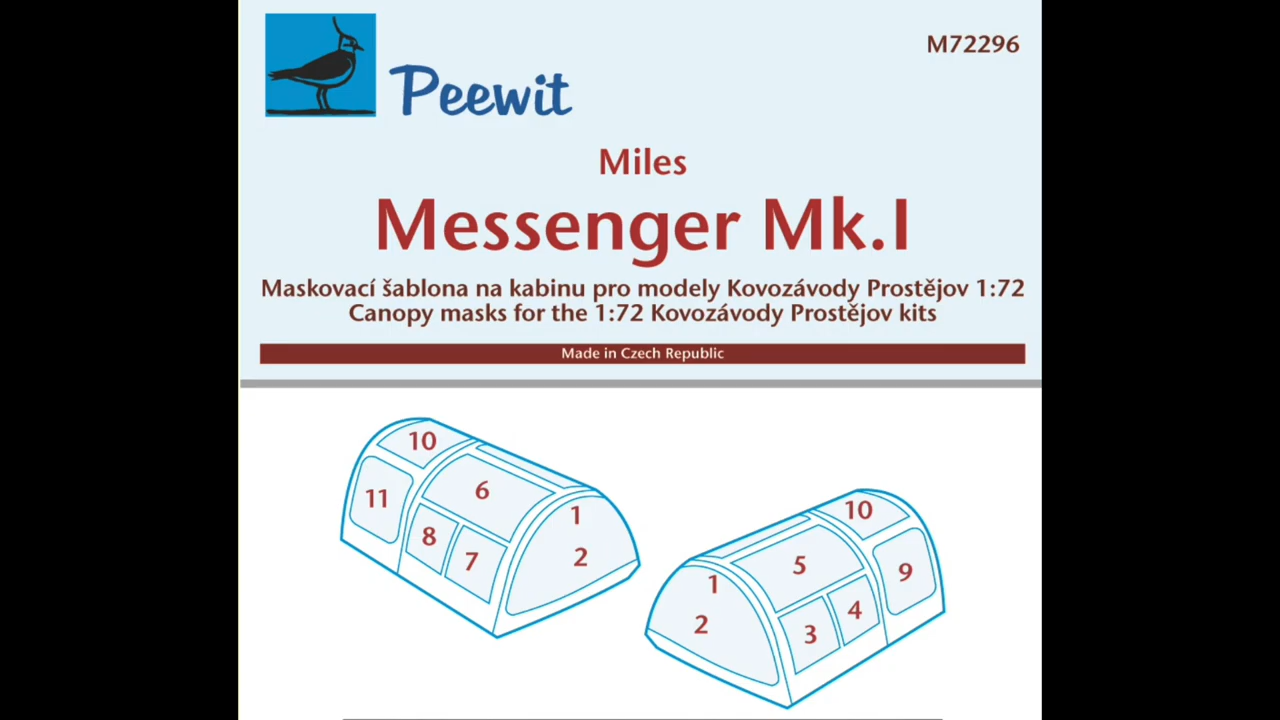 M72296
Peewit
Miles
Messenger Mk.I
Maskovací šablona na kabinu pro modely Kovozávody Prostějov 1:72
Canopy masks for the 1:72 Kovozávody Prostějov kits
Made in Czech Republic
10
6
11
1
8
7
2
10
5
9
1
4
2
3